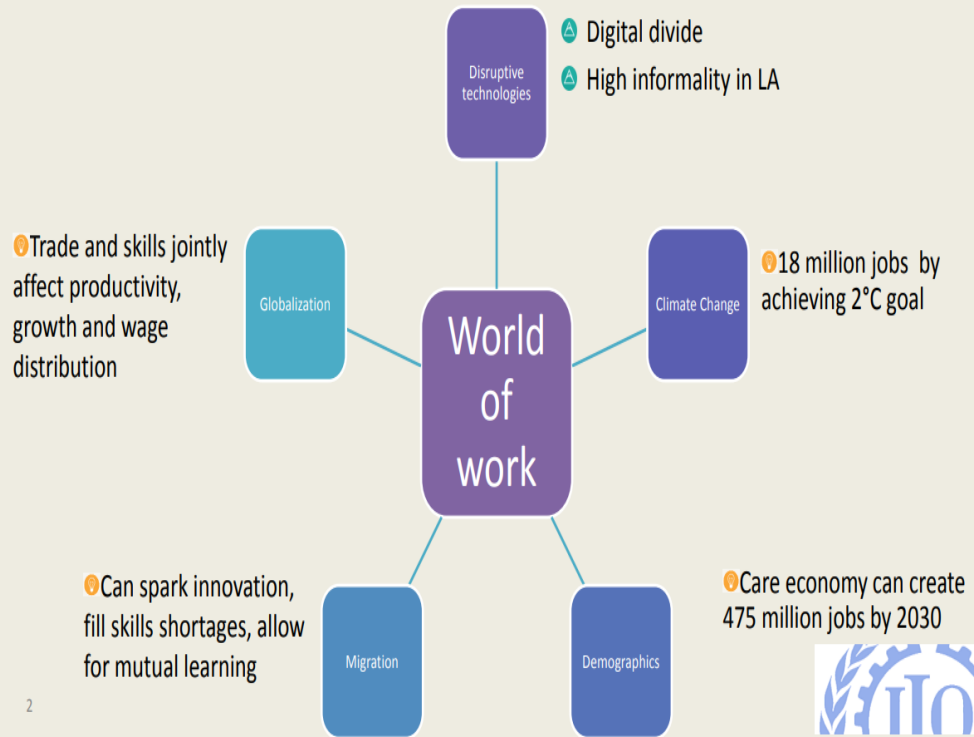 Disruptive
technologies
Digital divide
High informality in LA
Trade and skills jointly
affect productivity,
growth and wage
distribution
Globalization
Climate Change
18 million jobs by
achieving 2°C goal
World
of
work
Can spark innovation,
fill skills shortages, allow
for mutual learning
Migration
Demographics
Care economy can create
475 million jobs by 2030
2
ILO